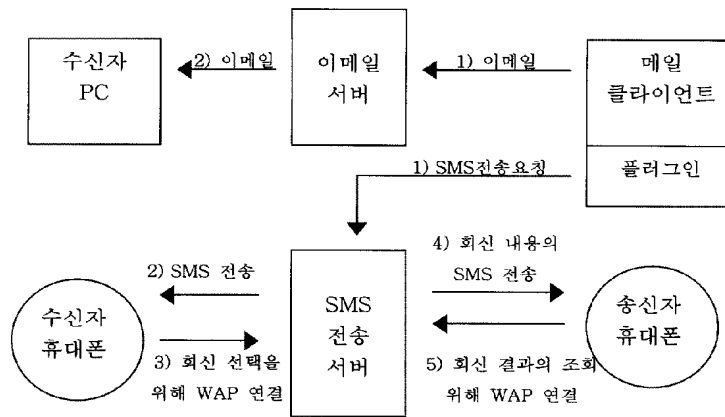 수신자
PC
2) 이메일
이메일
서버
1) 이메일
메일
클라이언트
플러그인
1) SMS전송요청
2) SMS 전송
수신자
휴대폰
3) 회신 선택을
위해 WAP 연결
SMS
전송
서버
4) 회신 내용의
SMS 전송
송신자
휴대폰
5) 회신 결과의 조회
위해 WAP 연결